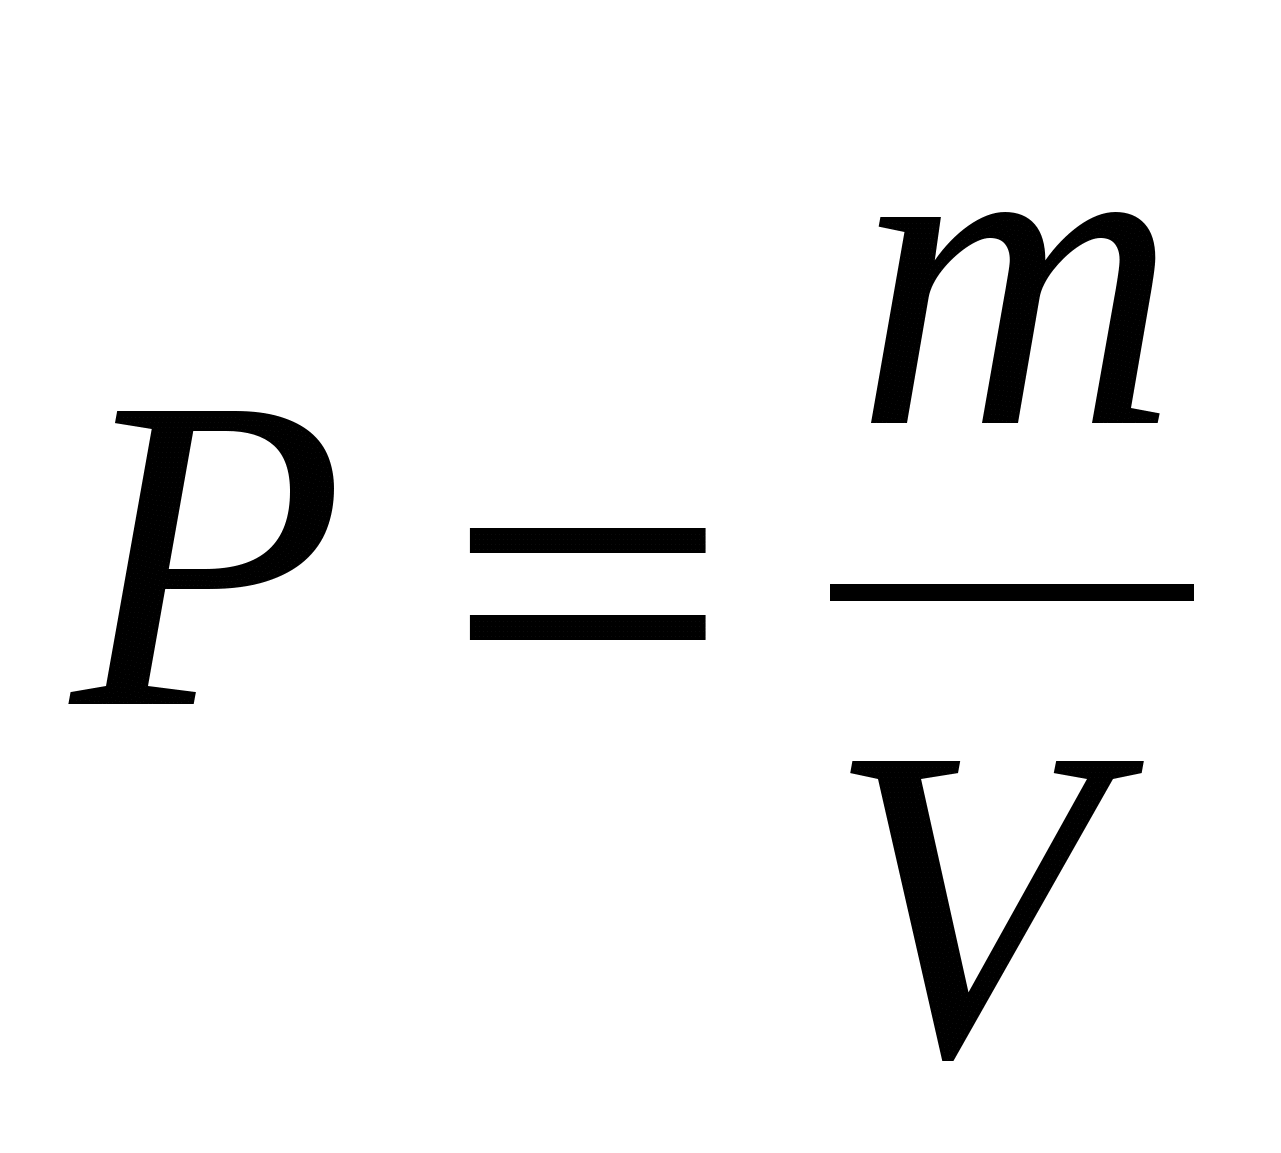 P = m/V